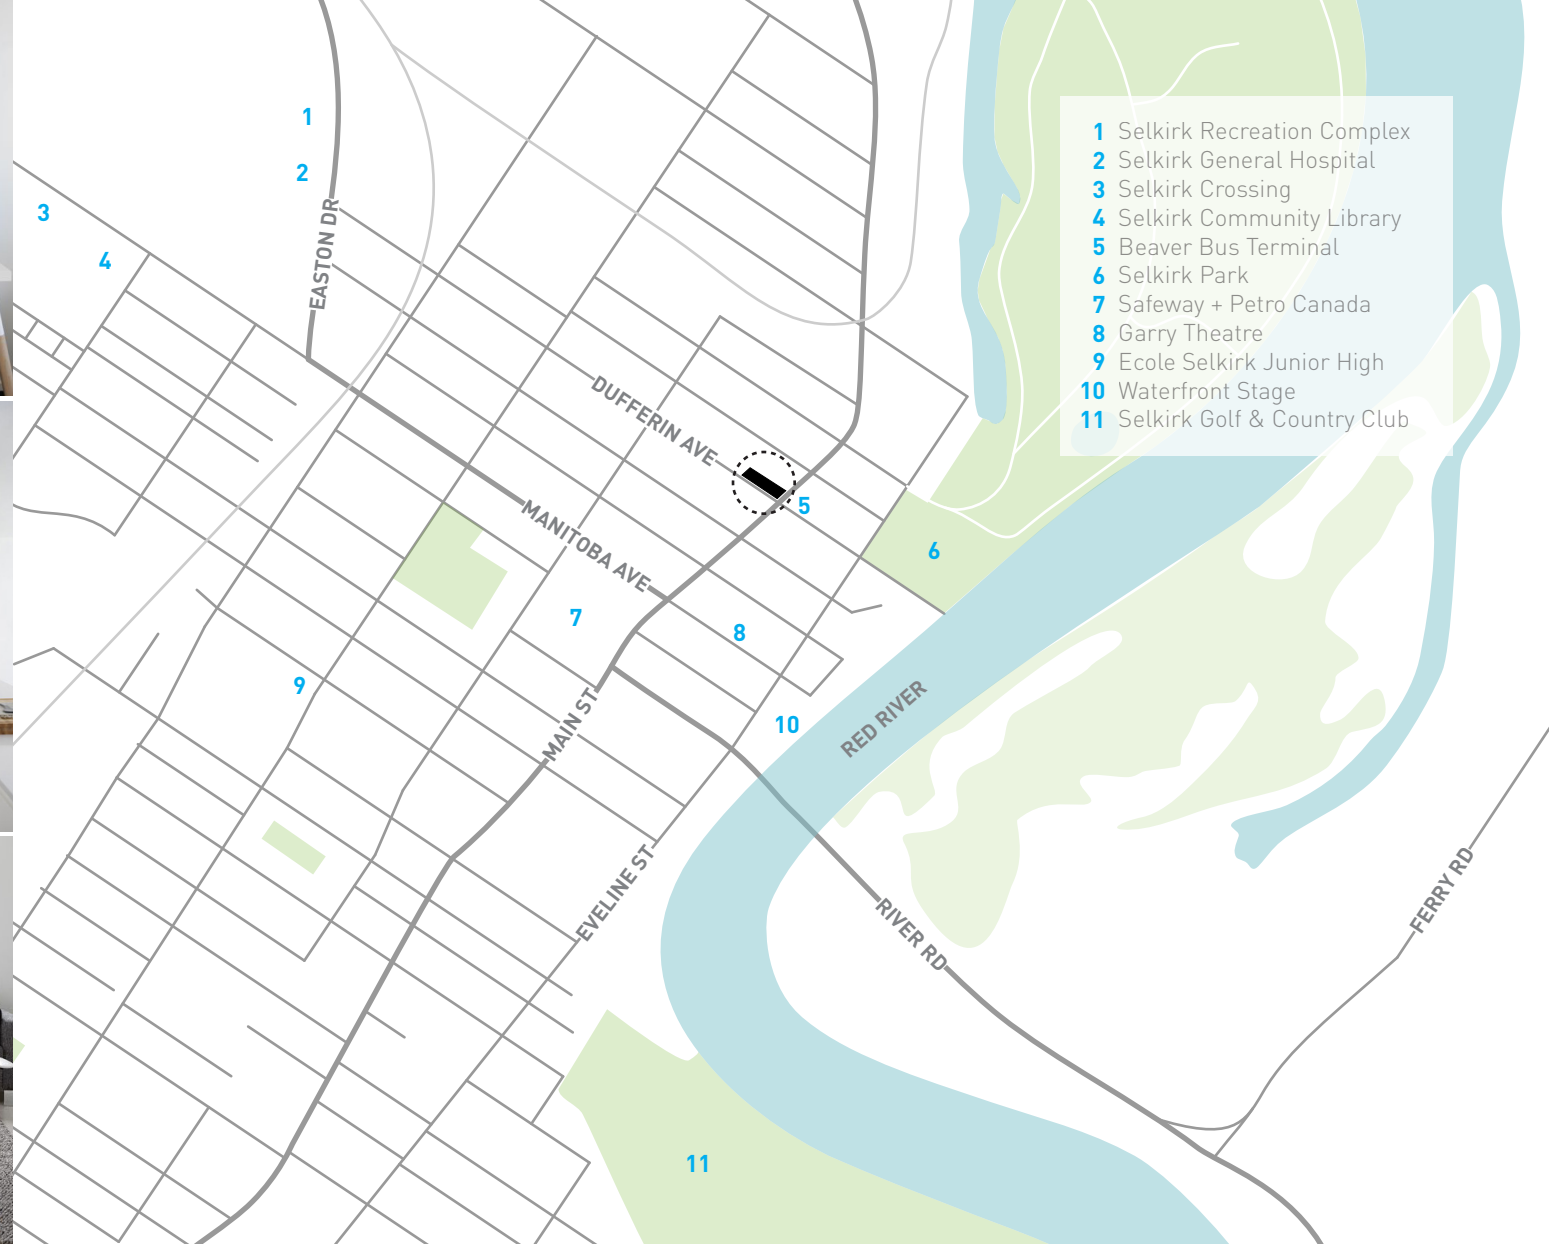 1 Selkirk Recreation Complex
2 Selkirk General Hospital
3 Selkirk Crossing
4 Selkirk Community Library
5 Beaver Bus Terminal
6 Selkirk Park
7 Safeway + Petro Canada
8 Garry Theatre
9 Ecole Selkirk Junior High
10 Waterfront Stage
11 Selkirk Golf & Country Club
1
2
3
EASTON DR
4
DUFFERIN AVE
5
MANITOBA AVE
6
7
8
9
MAIN ST
RED RIVER
10
EVELINE ST
RIVER RD
FERRY RD
11